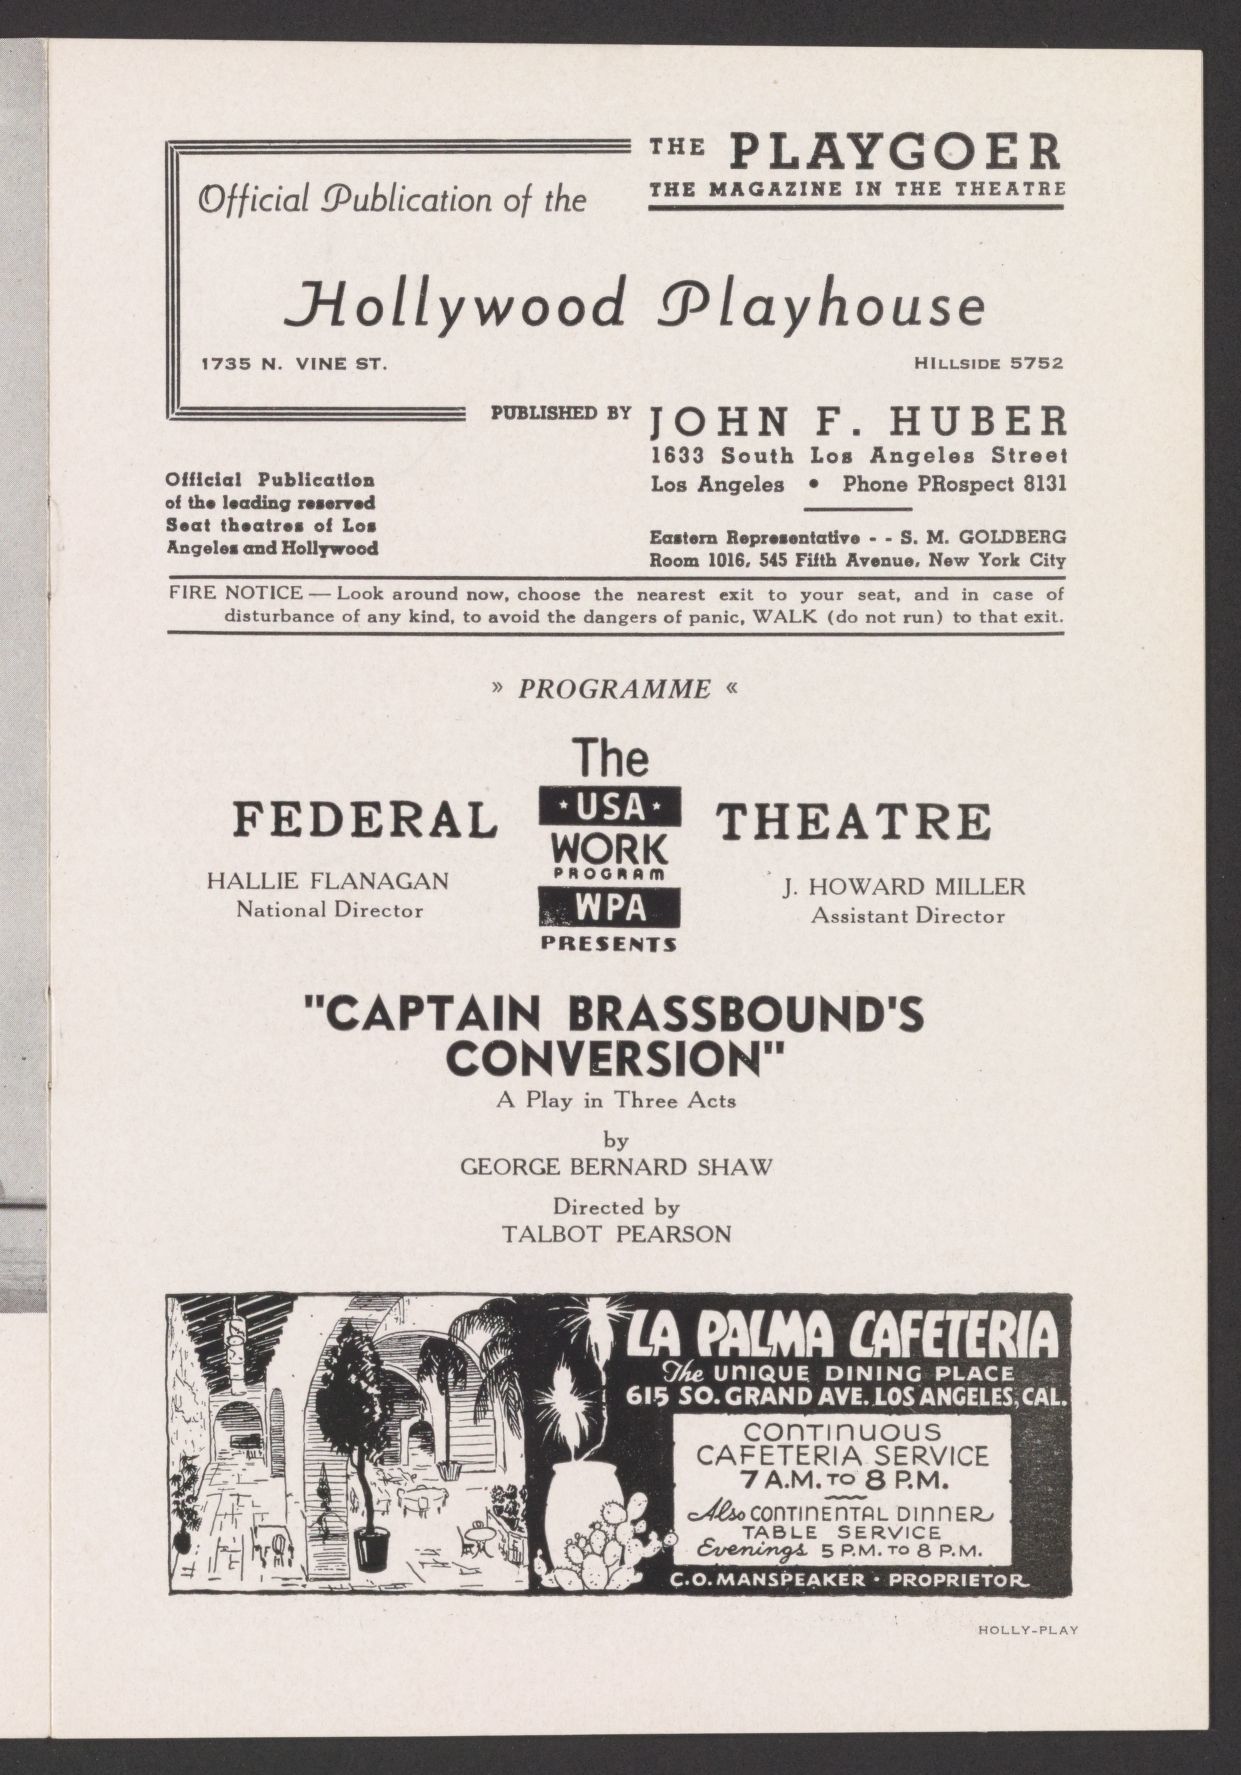 THE PLAYGOER
THE MAGAZINE IN THE THEATRE
Official Publication of the
Hollywood Playhouse
1735 N. VINE ST.
HILLSIDE 5752
PUBLISHED BY
JOHN F. HUBER
1633 South Los Angeles Street
Los Angeles • Phone PRospect 8131
Official Publication
of the leading reserved
Seat theatres of Los
Angeles and Hollywood
Eastern Representative - - S. M. GOLDBERG
Room 1016, 545 Fifth Avenue, New York City
FIRE NOTICE — Look around now, choose the nearest exit to your seat, and in case of
disturbance of any kind, to avoid the dangers of panic, WALK (do not run) to that exit.
» PROGRAMME «
The
FEDERAL
· USA ·
WORK
PROGRAM
WPA
PRESENTS
THEATRE
HALLIE FLANAGAN
National Director
J. HOWARD MILLER
Assistant Director
"CAPTAIN BRASSBOUND'S
CONVERSION"
A Play in Three Acts
by
GEORGE BERNARD SHAW
Directed by
TALBOT PEARSON
LA PALMA CAFETERIA
The UNIQUE DINING PLACE
615 SO. GRAND AVE. LOS ANGELES, CAL.
CONTINUOUS
CAFETERIA SERVICE
7 A.M. TO 8 P.M.
Also CONTINENTAL DINNER
TABLE SERVICE
Evenings 5 P.M. TO 8 P.M.
C.O. MANSPEAKER · PROPRIETOR
HOLLY-PLAY